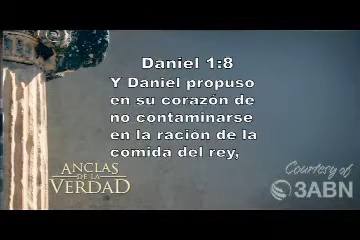 Daniel 1:8
Y Daniel propuso
en su corazón de
no contaminarse
en la ración de la
comida del rey,
ANCLAS
DE LA
VERDAD
Courtesy of
3ABN